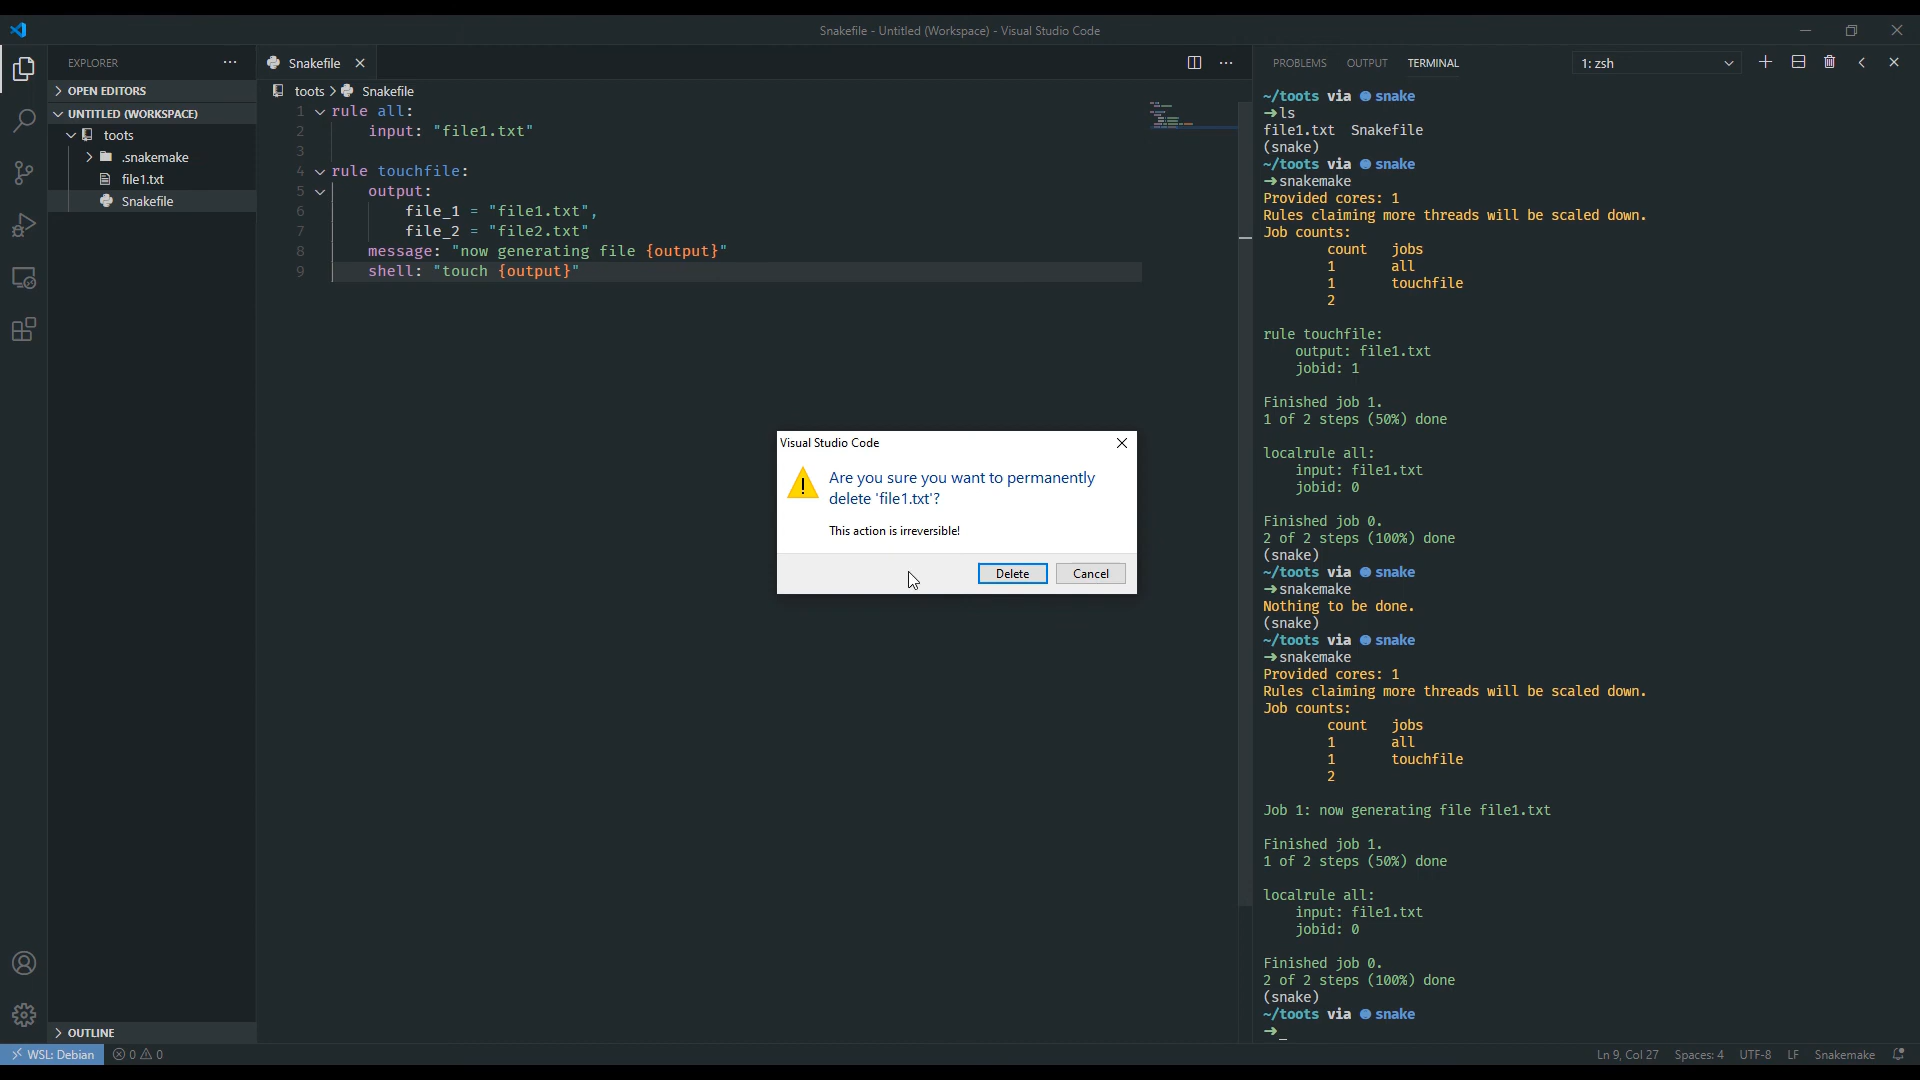 Snakefile - Untitled (Workspace) - Visual Studio Code
EXPLORER
OPEN EDITORS
UNTITLED (WORKSPACE)
toots
.snakemake
file1.txt
Snakefile
OUTLINE
Snakefile
toots > Snakefile
1 rule all:
2 input: "file1.txt"
3
4 rule touchfile:
5 output:
6 file_1 = "file1.txt",
7 file_2 = "file2.txt"
8 message: "now generating file {output}"
9 shell: "touch {output}"
Visual Studio Code
Are you sure you want to permanently
delete 'file1.txt'?
This action is irreversible!
Delete Cancel
PROBLEMS OUTPUT TERMINAL 1: zsh
~/toots via snake
➜ls
file1.txt Snakefile
(snake)
~/toots via snake
➜snakemake
Provided cores: 1
Rules claiming more threads will be scaled down.
Job counts:
count jobs
1 all
1 touchfile
2
rule touchfile:
output: file1.txt
jobid: 1
Finished job 1.
1 of 2 steps (50%) done
localrule all:
input: file1.txt
jobid: 0
Finished job 0.
2 of 2 steps (100%) done
(snake)
~/toots via snake
➜snakemake
Nothing to be done.
(snake)
~/toots via snake
➜snakemake
Provided cores: 1
Rules claiming more threads will be scaled down.
Job counts:
count jobs
1 all
1 touchfile
2
Job 1: now generating file file1.txt
Finished job 1.
1 of 2 steps (50%) done
localrule all:
input: file1.txt
jobid: 0
Finished job 0.
2 of 2 steps (100%) done
(snake)
~/toots via snake
➜_
WSL: Debian 0 0 Ln 9, Col 27 Spaces: 4 UTF-8 LF Snakemake